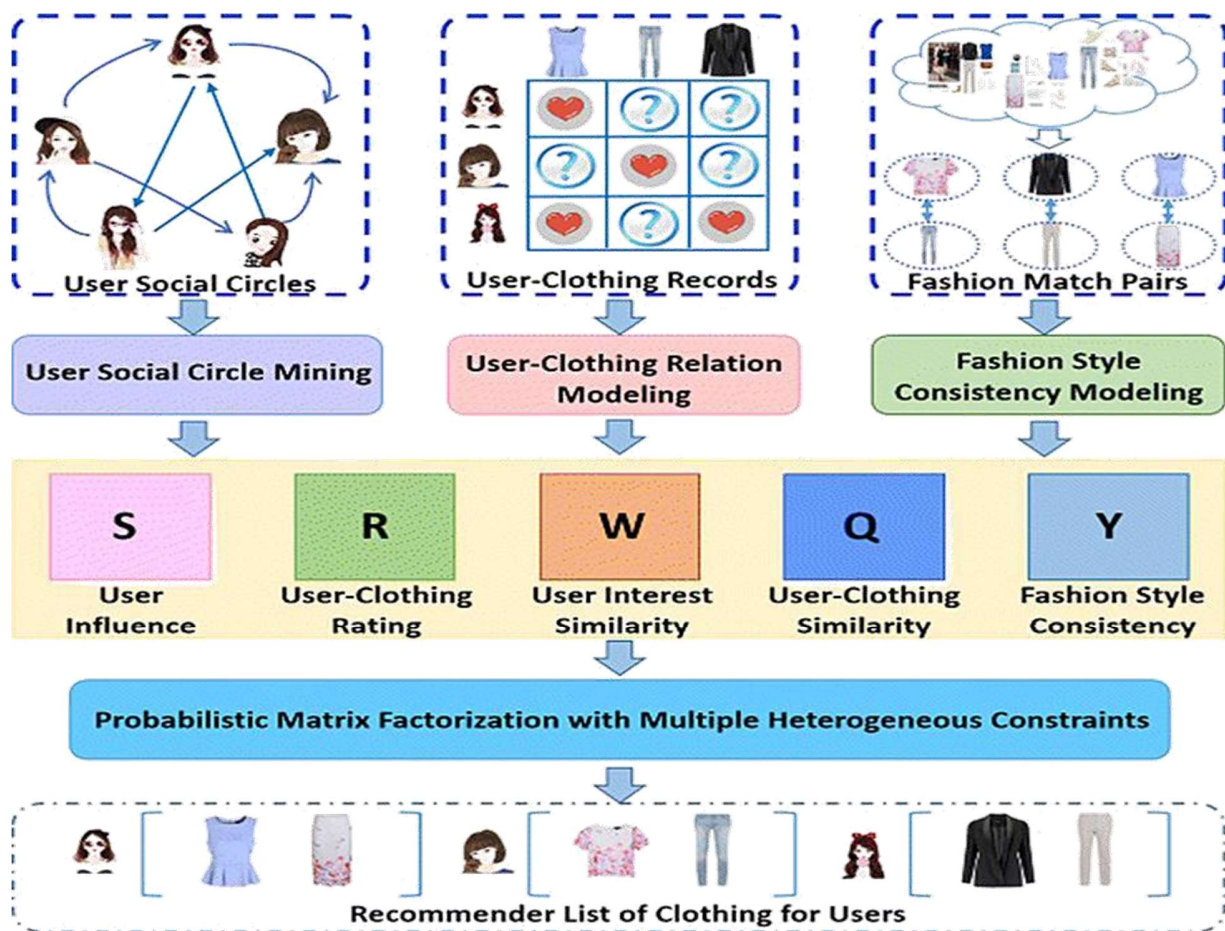 User Social Circles
User-Clothing Records
Fashion Match Pairs
User Social Circle Mining
User-Clothing Relation
Modeling
Fashion Style
Consistency Modeling
S
R
W
Q
Y
User
Influence
User-Clothing
Rating
User Interest
Similarity
User-Clothing
Similarity
Fashion Style
Consistency
Probabilistic Matrix Factorization with Multiple Heterogeneous Constraints
Recommender List of Clothing for Users